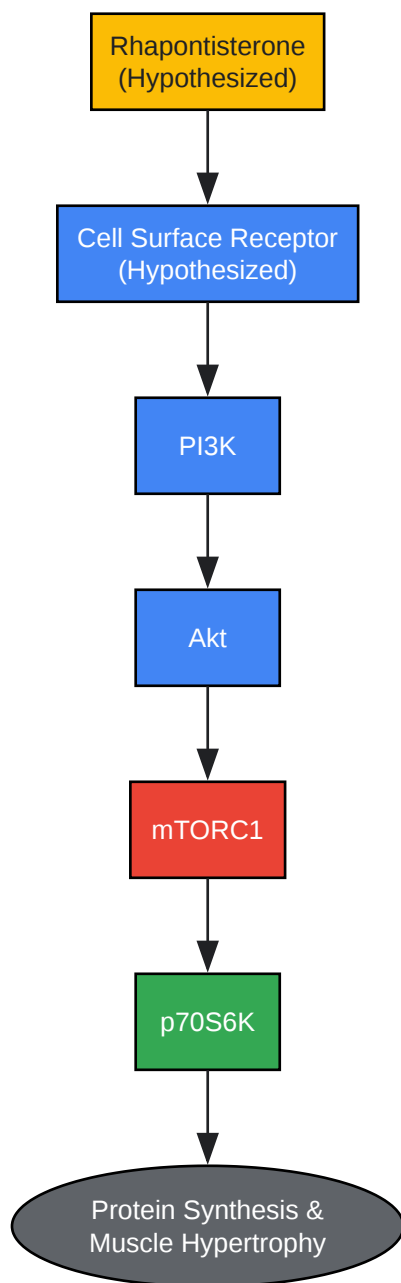 Rhapontisterone
(Hypothesized)
Cell Surface Receptor
(Hypothesized)
PI3K
Akt
mTORC1
p70S6K
Protein Synthesis &
Muscle Hypertrophy